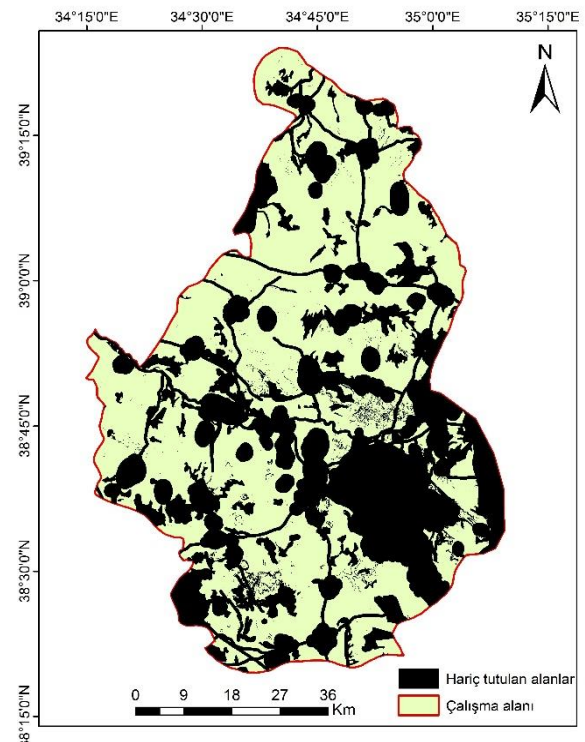 34°15'0"E 34°30'0"E 34°45'0"E 35°0'0"E 35°15'0"E
N
39°15'0"N
39°0'0"N
38°45'0"N
38°30'0"N
38°15'0"N
Hariç tutulan alanlar
Çalışma alanı
0 9 18 27 36
Km